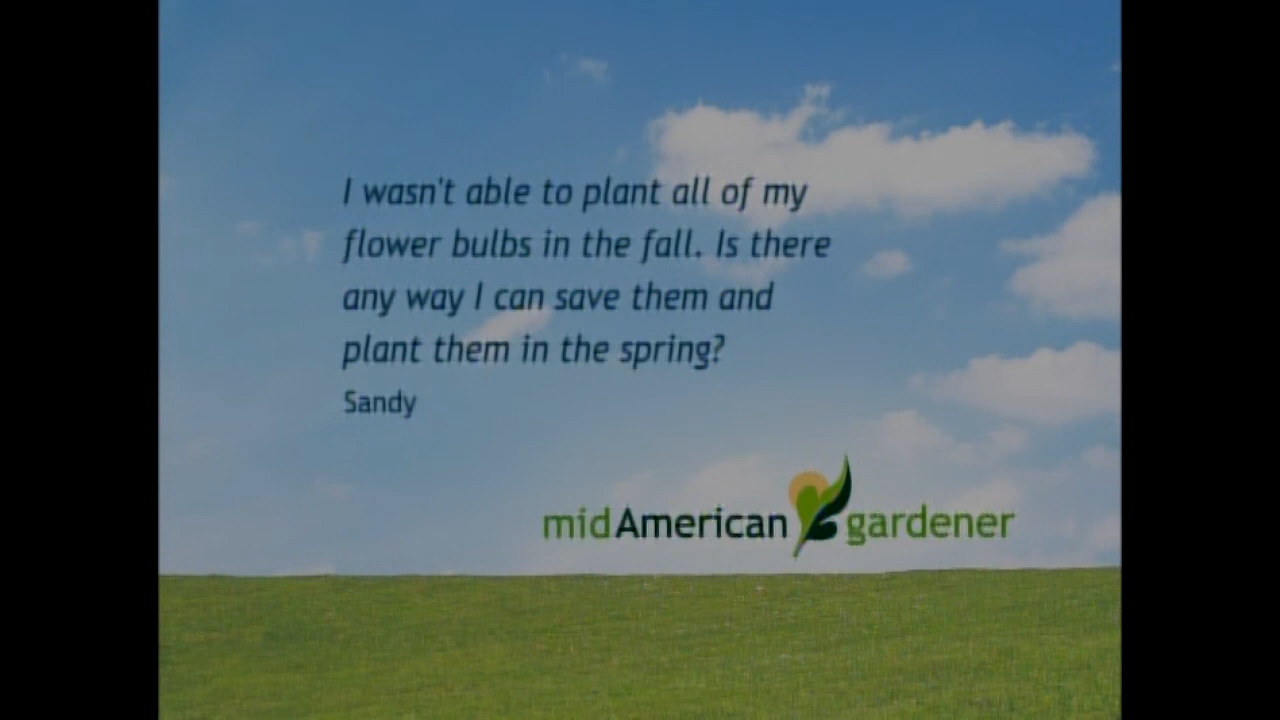 I wasn't able to plant all of my
flower bulbs in the fall. Is there
any way I can save them and
plant them in the spring?
Sandy
midAmerican gardener